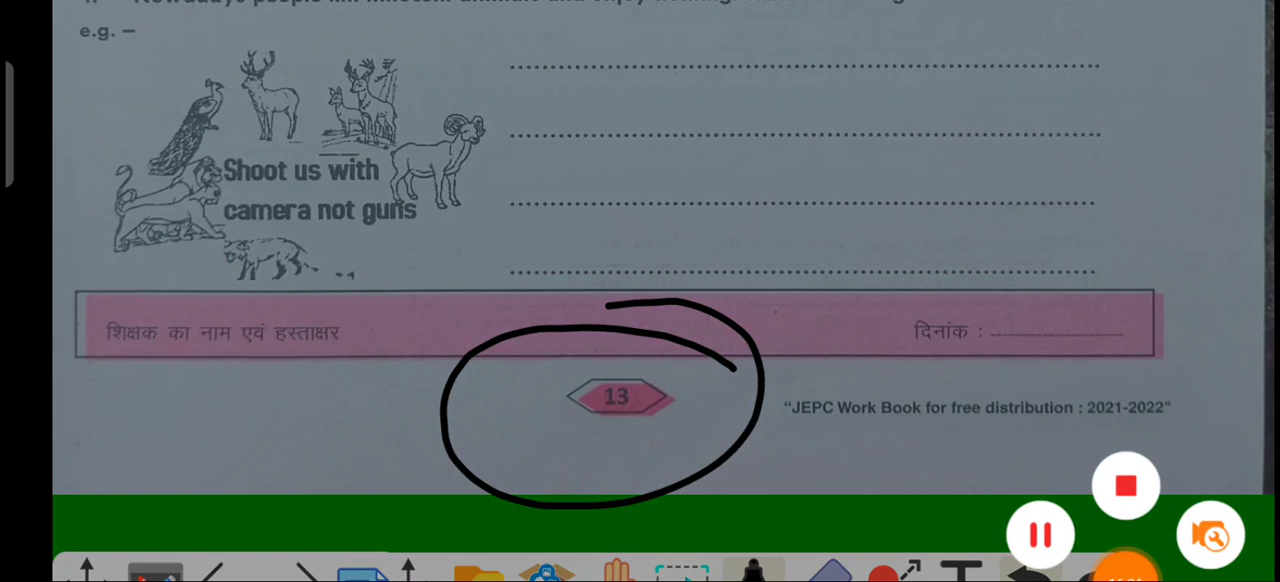 e.g. –
Shoot us with
camera not guns
शिक्षक का नाम एवं हस्ताक्षर
दिनांक :
13
"JEPC Work Book for free distribution : 2021-2022"